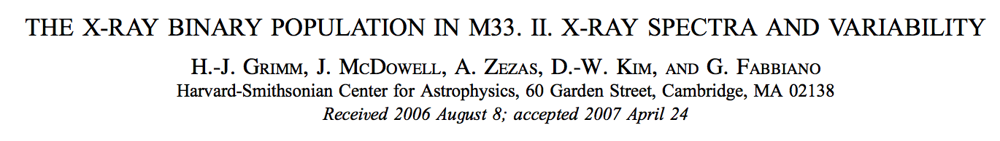 THE X-RAY BINARY POPULATION IN M33. II. X-RAY SPECTRA AND VARIABILITY
H.-J. GRIMM, J. MCDOWELL, A. ZEZAS, D.-W. KIM, AND G. FABBIANO
Harvard-Smithsonian Center for Astrophysics, 60 Garden Street, Cambridge, MA 02138
Received 2006 August 8; accepted 2007 April 24